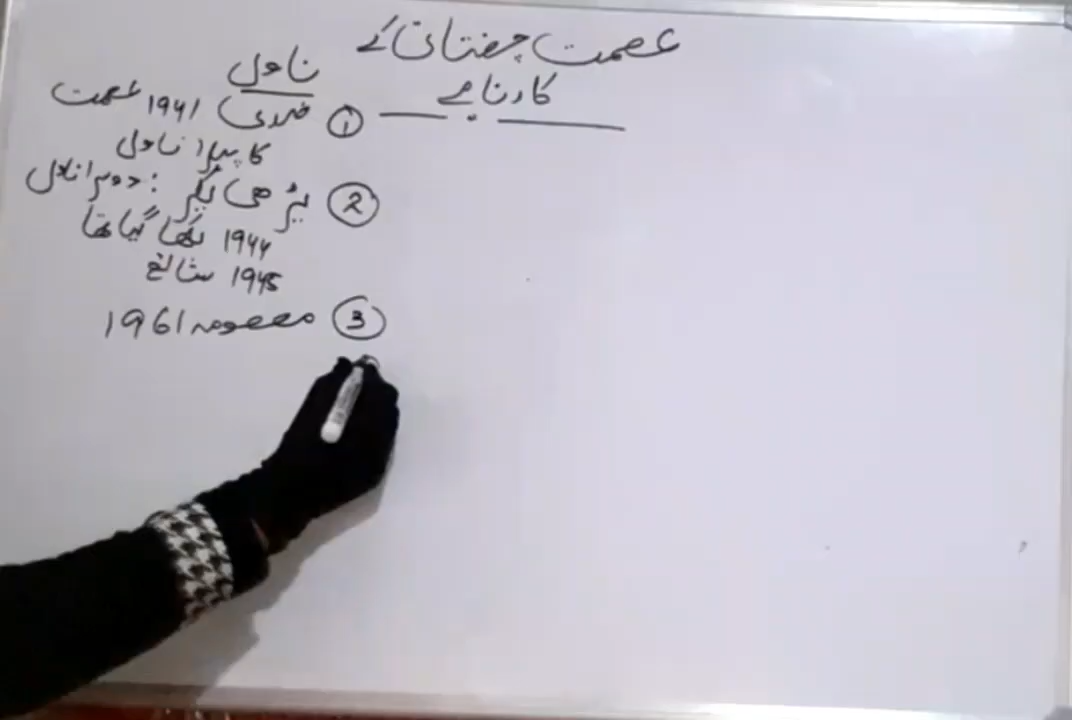 عصمت چغتائی کے
کارنامے
ناول
① ضدی 1941 عصمت
کا پہلا ناول
② ٹیڑھی لکیر : دوسرا ناول
1944 لکھا گیا تھا
1945 شائع
③ معصومہ 1961